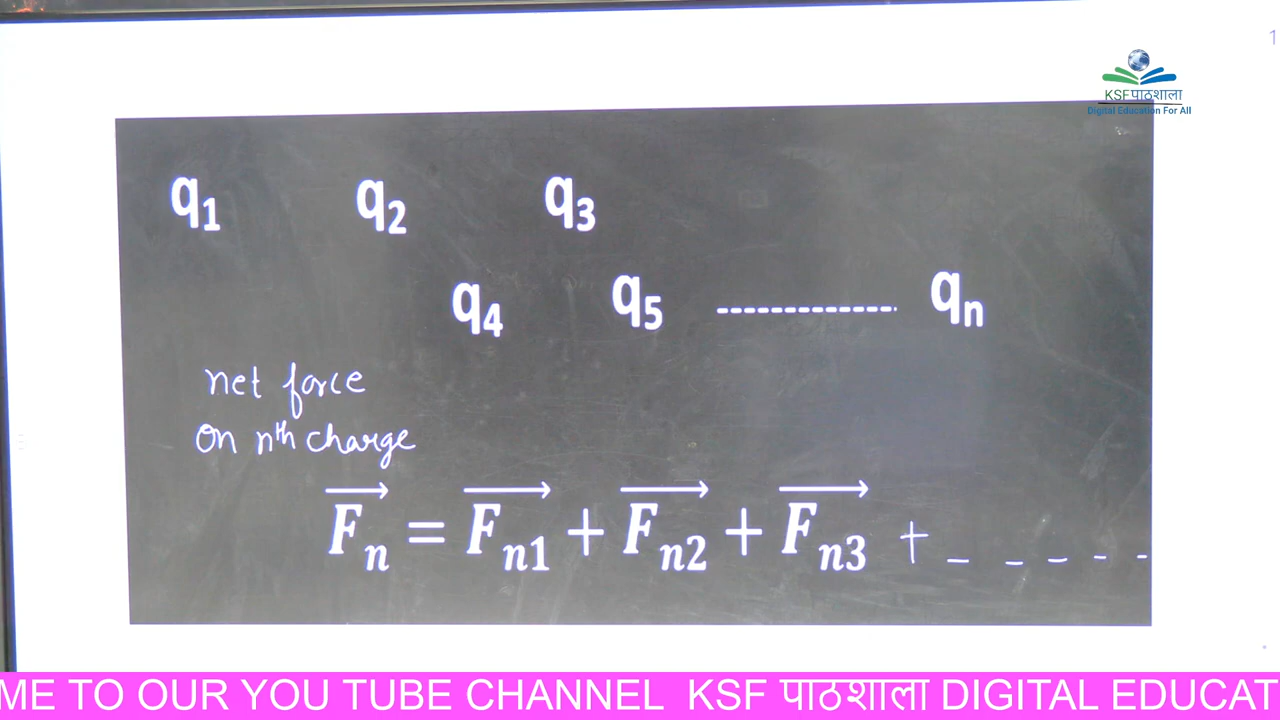 1
KSFपाठशाला
Digital Education For All
q1 q2 q3
q4 q5 ------------- qn
net force
on nth charge
Fn = Fn1 + Fn2 + Fn3 + - - - - -
ME TO OUR YOU TUBE CHANNEL KSF पाठशाला DIGITAL EDUCAT